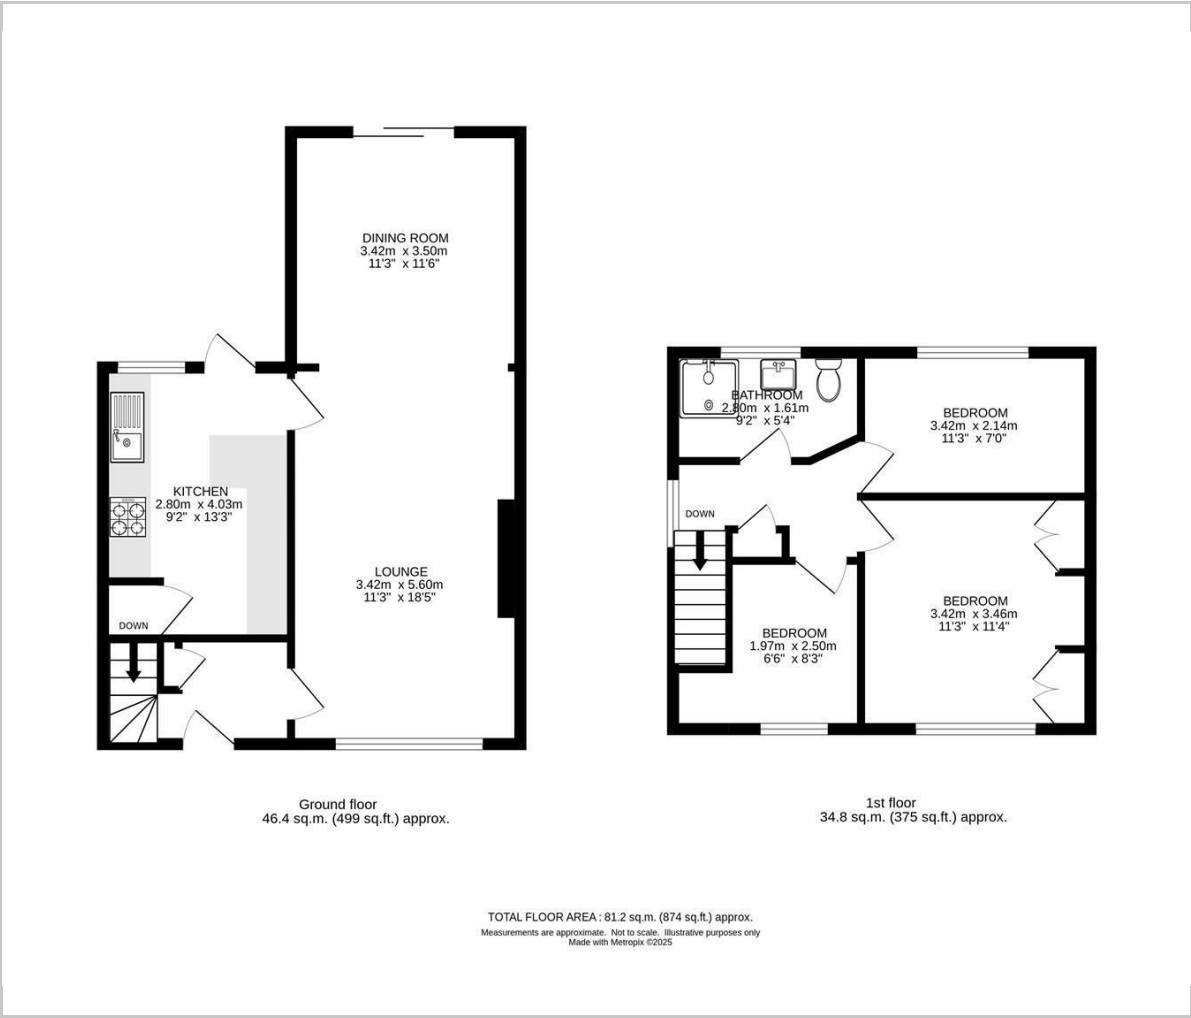 DINING ROOM
3.42m x 3.50m
11'3" x 11'6"
KITCHEN
2.80m x 4.03m
9'2" x 13'3"
LOUNGE
3.42m x 5.60m
11'3" x 18'5"
DOWN
BATHROOM
2.80m x 1.61m
9'2" x 5'4"
BEDROOM
3.42m x 2.14m
11'3" x 7'0"
DOWN
BEDROOM
3.42m x 3.46m
11'3" x 11'4"
BEDROOM
1.97m x 2.50m
6'6" x 8'3"
Ground floor
46.4 sq.m. (499 sq.ft.) approx.
1st floor
34.8 sq.m. (375 sq.ft.) approx.
TOTAL FLOOR AREA : 81.2 sq.m. (874 sq.ft.) approx.
Measurements are approximate. Not to scale. Illustrative purposes only
Made with Metropix ©2025